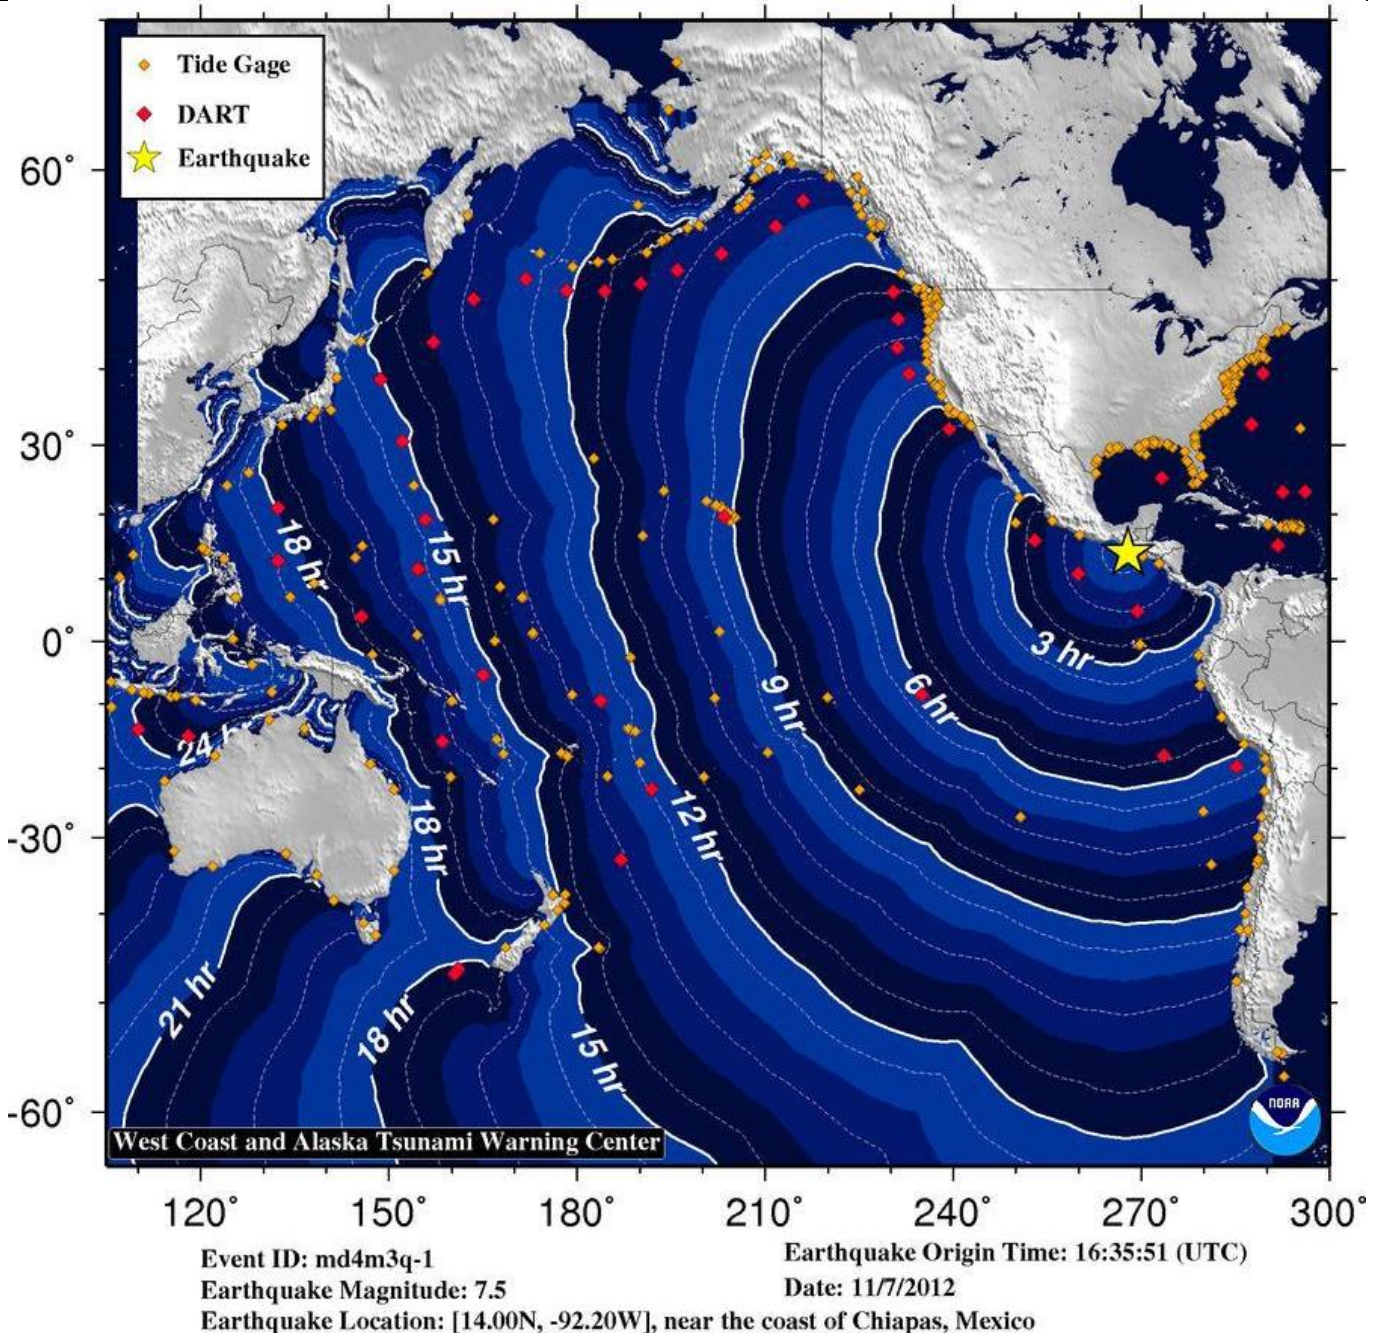 Tide Gage
DART
Earthquake
60°
30°
0°
-30°
-60°
18 hr
15 hr
3 hr
6 hr
9 hr
24 h
12 hr
18 hr
21 hr
18 hr
15 hr
NOAA
West Coast and Alaska Tsunami Warning Center
120° 150° 180° 210° 240° 270° 300°
Event ID: md4m3q-1
Earthquake Origin Time: 16:35:51 (UTC)
Earthquake Magnitude: 7.5
Date: 11/7/2012
Earthquake Location: [14.00N, -92.20W], near the coast of Chiapas, Mexico